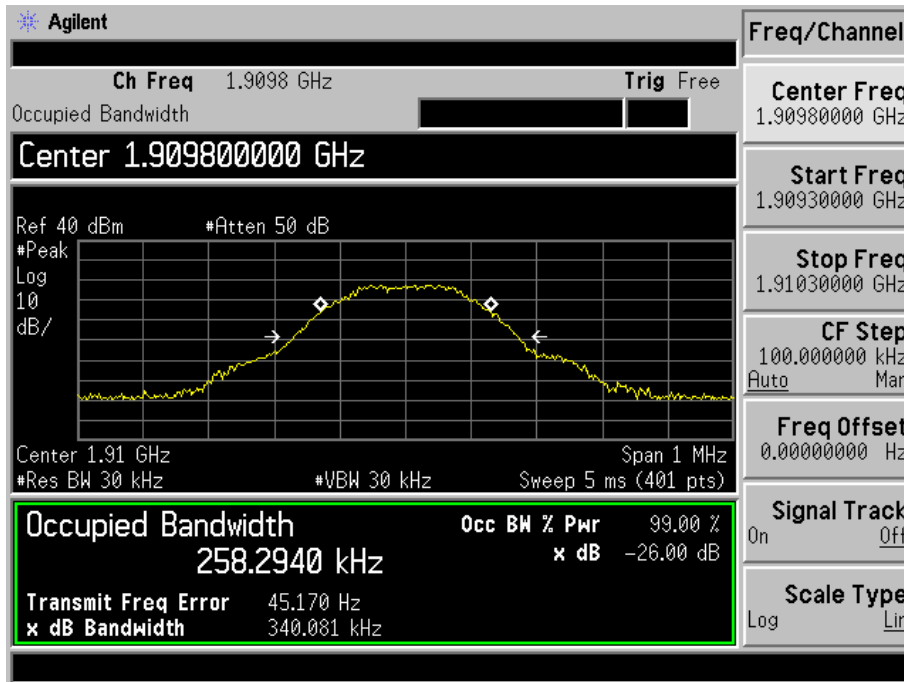 Agilent
Freq/Channel
Ch Freq 1.9098 GHz Trig Free
Occupied Bandwidth
Center 1.909800000 GHz
Ref 40 dBm #Atten 50 dB
#Peak
Log
10
dB/
Center 1.91 GHz Span 1 MHz
#Res BW 30 kHz #VBW 30 kHz Sweep 5 ms (401 pts)
Occupied Bandwidth
258.2940 kHz
Occ BW % Pwr 99.00 %
x dB -26.00 dB
Transmit Freq Error 45.170 Hz
x dB Bandwidth 340.081 kHz
Center Freq
1.90980000 GHz
Start Freq
1.90930000 GHz
Stop Freq
1.91030000 GHz
CF Step
100.000000 kHz
Auto Man
Freq Offset
0.00000000 Hz
Signal Track
On Off
Scale Type
Log Lin